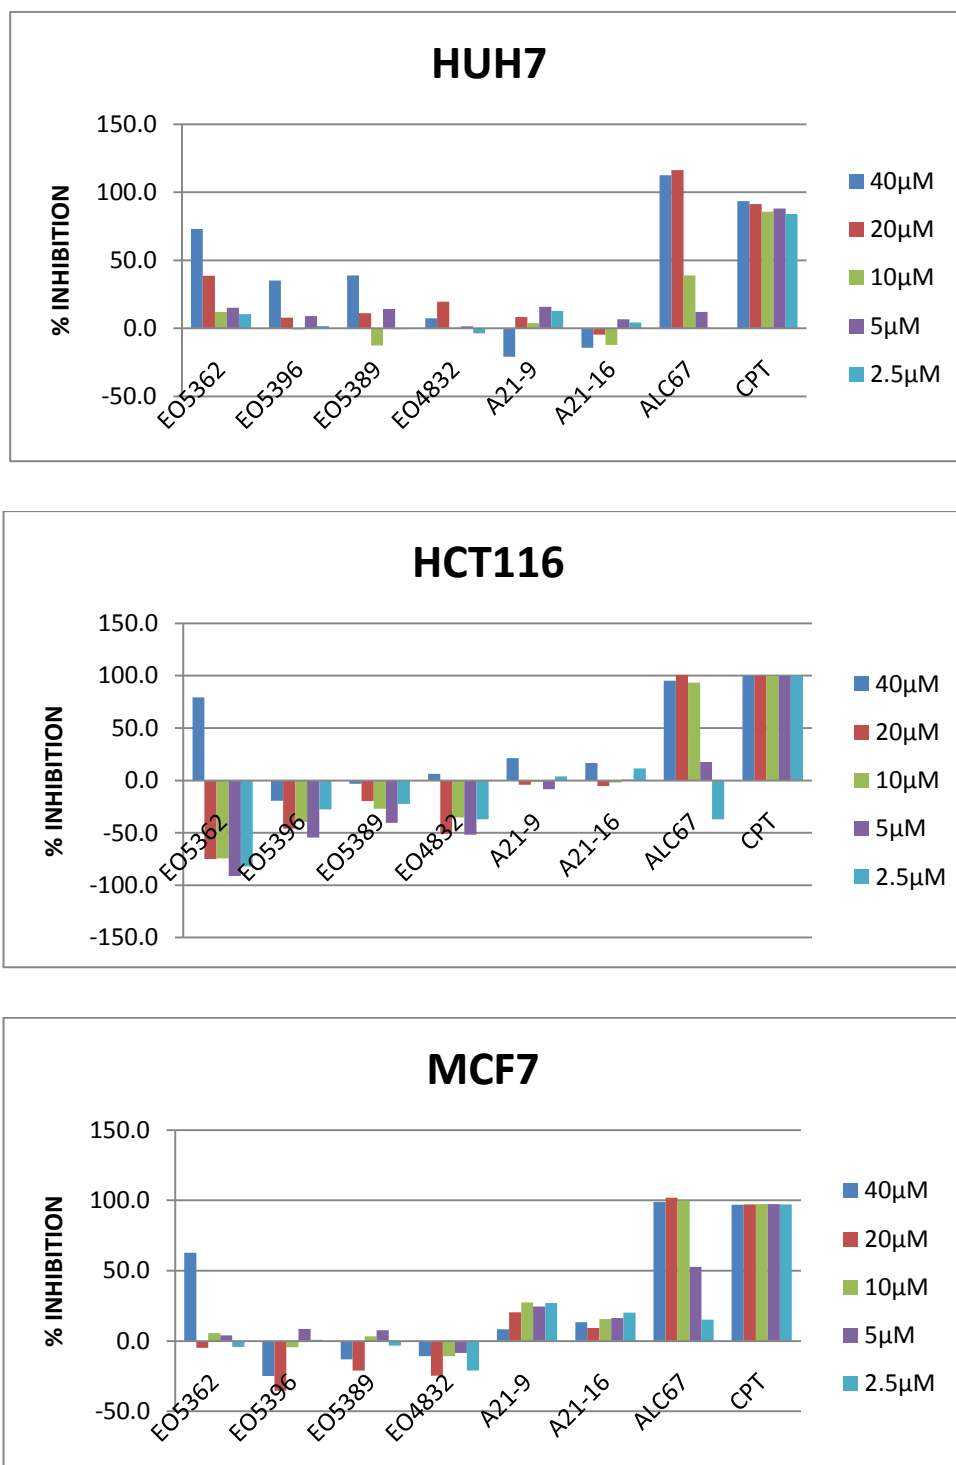 HUH7
% INHIBITION
150.0
100.0
50.0
0.0
-50.0
EO5362
EO5396
EO5389
EO4832
A21-9
A21-16
ALC67
CPT
40µM
20µM
10µM
5µM
2.5µM
HCT116
% INHIBITION
150.0
100.0
50.0
0.0
-50.0
-100.0
-150.0
EO5362
EO5396
EO5389
EO4832
A21-9
A21-16
ALC67
CPT
40µM
20µM
10µM
5µM
2.5µM
MCF7
% INHIBITION
150.0
100.0
50.0
0.0
-50.0
EO5362
EO5396
EO5389
EO4832
A21-9
A21-16
ALC67
CPT
40µM
20µM
10µM
5µM
2.5µM